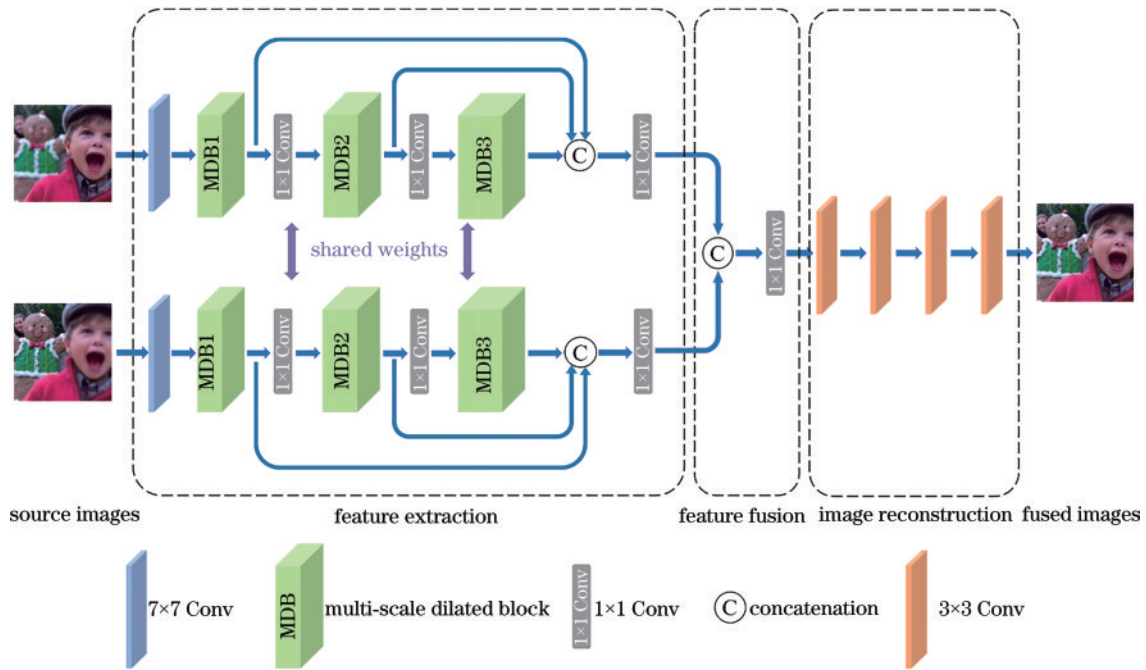 MDB1
1×1 Conv
MDB2
1×1 Conv
MDB3
C
1×1 Conv
shared weights
C
1×1 Conv
MDB1
1×1 Conv
MDB2
1×1 Conv
MDB3
C
1×1 Conv
source images feature extraction feature fusion image reconstruction fused images
7×7 Conv
MDB
multi-scale dilated block
1×1 Conv
1×1 Conv
C
concatenation
3×3 Conv